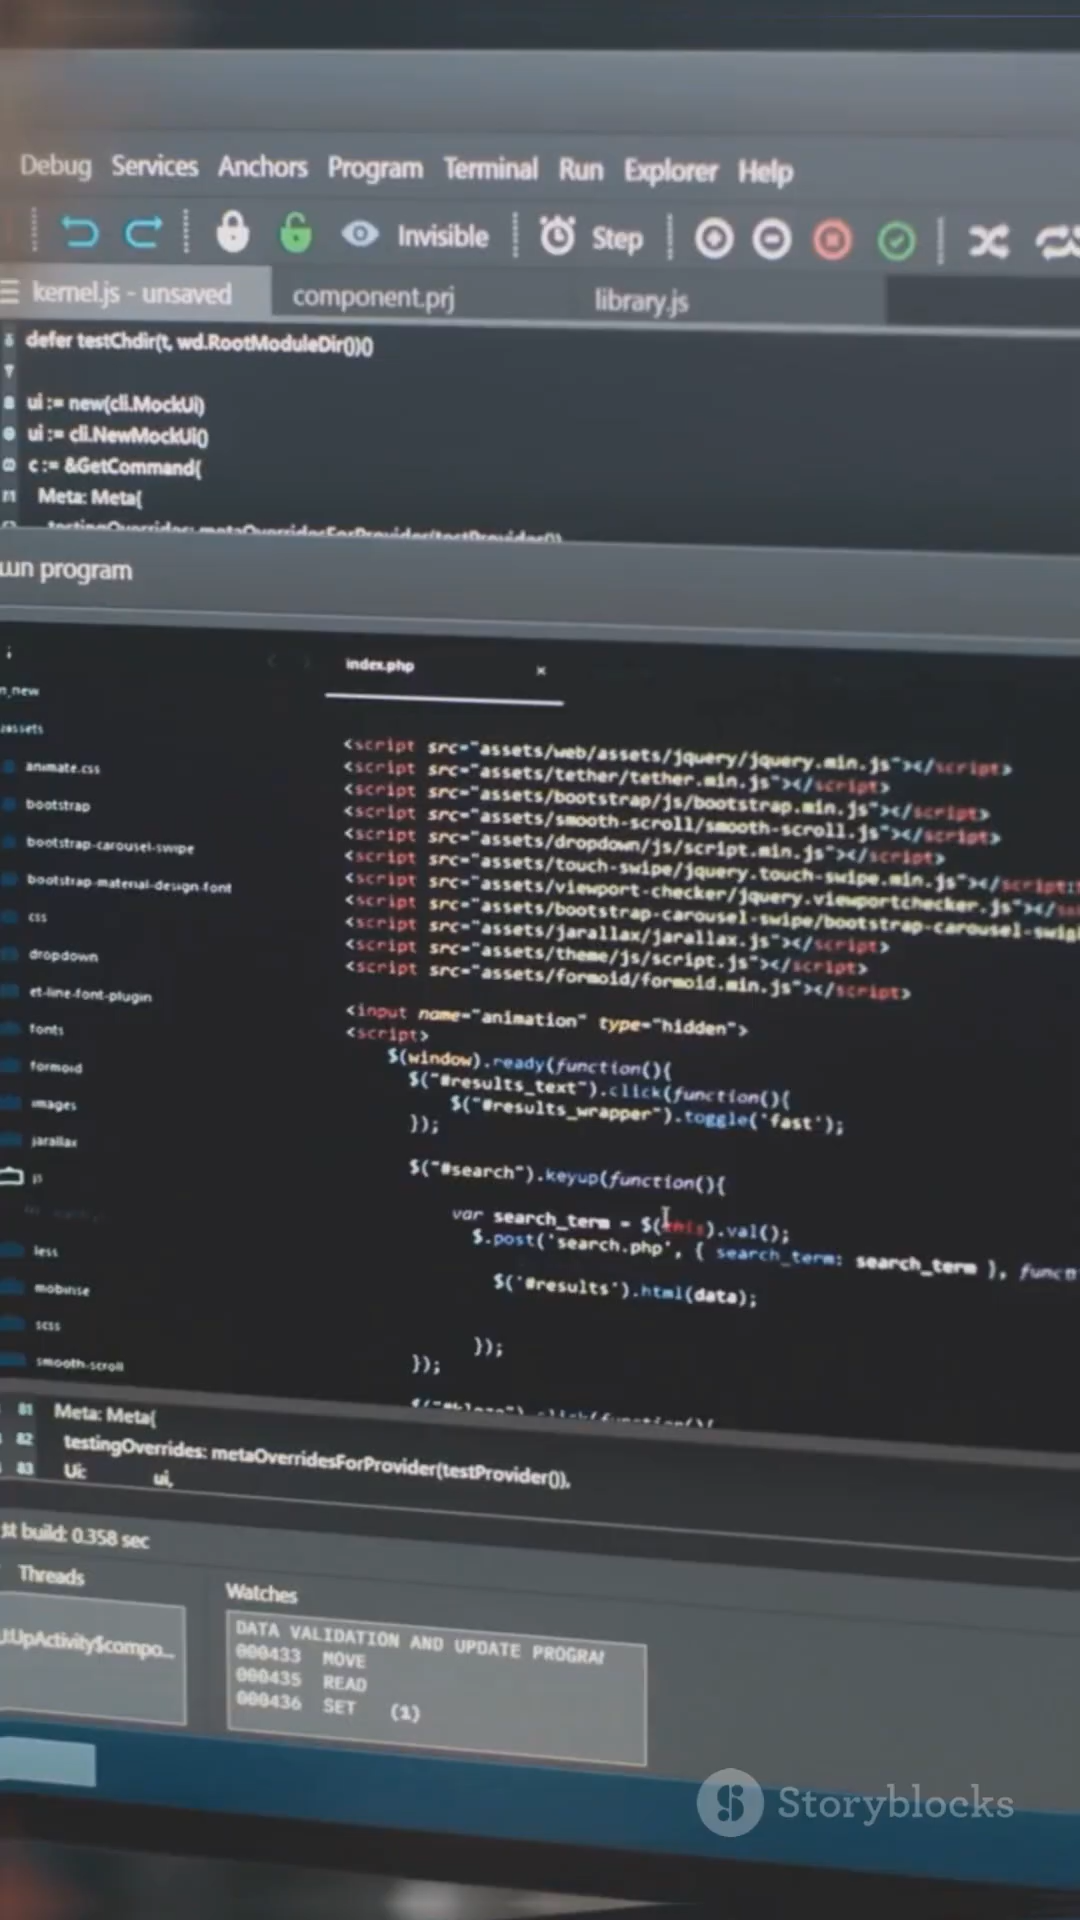 Debug Services Anchors Program Terminal Run Explorer Help
Invisible Step
kernel.js - unsaved component.prj library.js
defer testChdir(t, wd.RootModuleDir())()
ui := new(cli.MockUi)
ui := cli.NewMockUi()
c := &GetCommand{
Meta: Meta{
testingOverrides: metaOverridesForProvider(testProvider())
program
index.php ×
_new
assets
animate.css
bootstrap
bootstrap-carousel-swipe
bootstrap-material-design-font
css
dropdown
et-line-font-plugin
fonts
formoid
images
jarallax
js
less
mobirise
scss
smooth-scroll
<script src="assets/web/assets/jquery/jquery.min.js"></script>
<script src="assets/tether/tether.min.js"></script>
<script src="assets/bootstrap/js/bootstrap.min.js"></script>
<script src="assets/smooth-scroll/smooth-scroll.js"></script>
<script src="assets/dropdown/js/script.min.js"></script>
<script src="assets/touch-swipe/jquery.touch-swipe.min.js"></script
<script src="assets/viewport-checker/jquery.viewportchecker.js"></
<script src="assets/bootstrap-carousel-swipe/bootstrap-carousel-swi
<script src="assets/jarallax/jarallax.js"></script>
<script src="assets/theme/js/script.js"></script>
<script src="assets/formoid/formoid.min.js"></script>
<input name="animation" type="hidden">
<script>
$(window).ready(function(){
$("#results_text").click(function(){
$("#results_wrapper").toggle('fast');
});
$("#search").keyup(function(){
var search_term = $(this).val();
$.post('search.php', { search_term: search_term }, func
$('#results').html(data);
});
});
81 Meta: Meta{
82 testingOverrides: metaOverridesForProvider(testProvider()),
83 Ui: ui,
st build: 0.358 sec
Threads
UpActivity$compo...
Watches
DATA VALIDATION AND UPDATE PROGRA
000433 MOVE
000435 READ
000436 SET (1)
Storyblocks